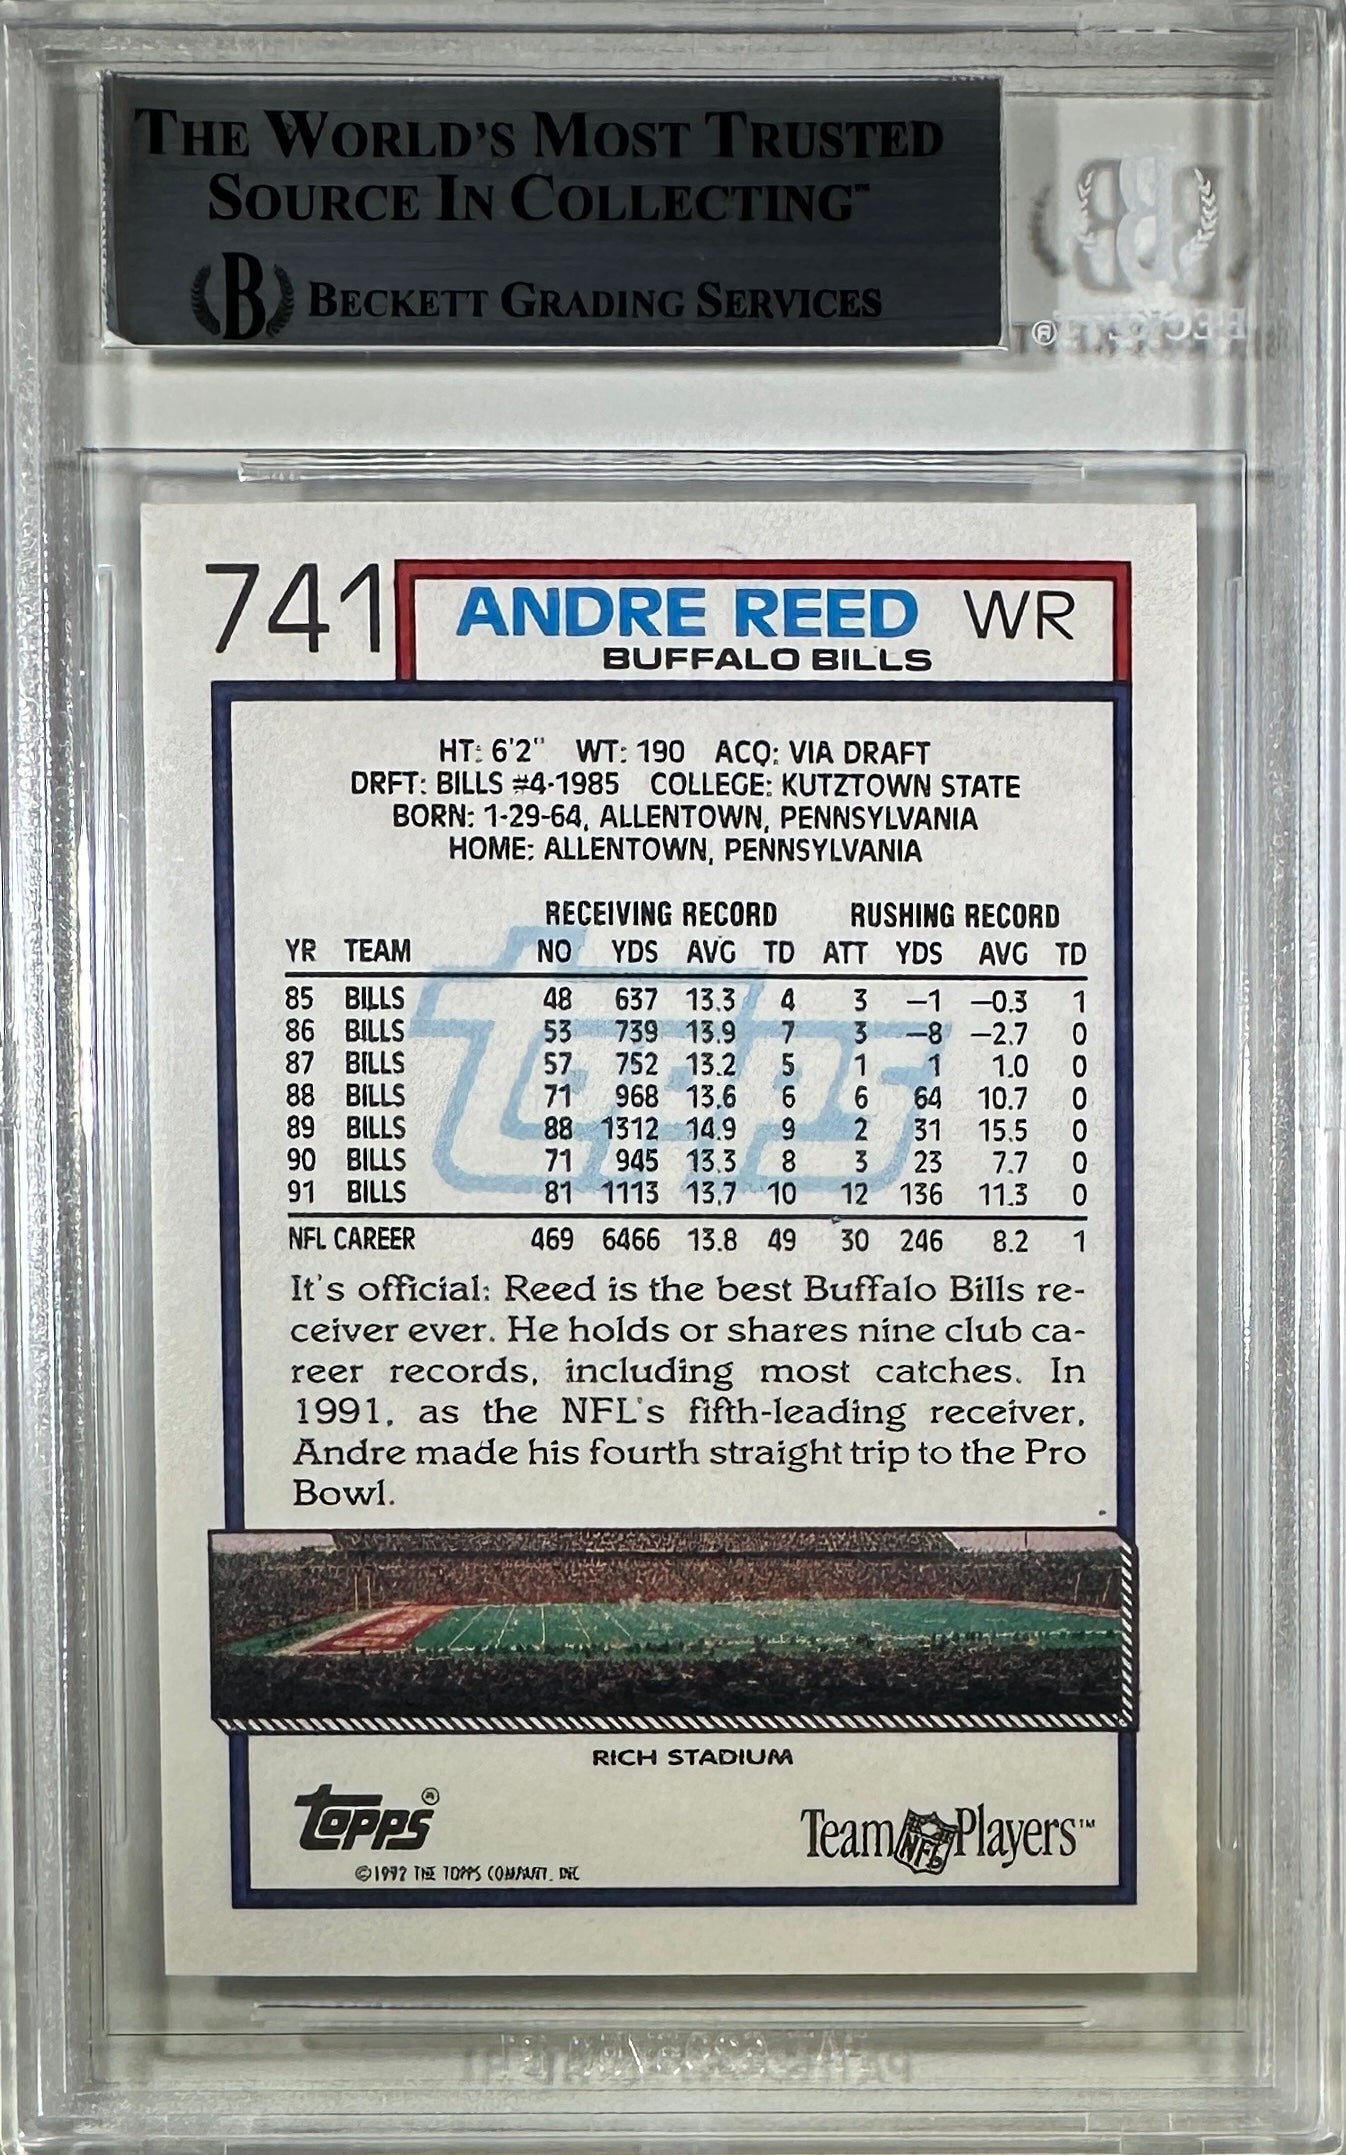 THE WORLD'S MOST TRUSTED
SOURCE IN COLLECTING™
B BECKETT GRADING SERVICES
741 ANDRE REED WR
BUFFALO BILLS
HT: 6'2" WT: 190 ACQ: VIA DRAFT
DRFT: BILLS #4-1985 COLLEGE: KUTZTOWN STATE
BORN: 1-29-64, ALLENTOWN, PENNSYLVANIA
HOME: ALLENTOWN, PENNSYLVANIA
RECEIVING RECORD RUSHING RECORD
YR TEAM NO YDS AVG TD ATT YDS AVG TD
85 BILLS 48 637 13.3 4 3 –1 –0.3 1
86 BILLS 53 739 13.9 7 3 –8 –2.7 0
87 BILLS 57 752 13.2 5 1 1 1.0 0
88 BILLS 71 968 13.6 6 6 64 10.7 0
89 BILLS 88 1312 14.9 9 2 31 15.5 0
90 BILLS 71 945 13.3 8 3 23 7.7 0
91 BILLS 81 1113 13.7 10 12 136 11.3 0
NFL CAREER 469 6466 13.8 49 30 246 8.2 1
It's official: Reed is the best Buffalo Bills re-
ceiver ever. He holds or shares nine club ca-
reer records, including most catches. In
1991, as the NFL's fifth-leading receiver,
Andre made his fourth straight trip to the Pro
Bowl.
RICH STADIUM
topps® Team NFL Players™
©1992 THE TOPPS COMPANY, INC